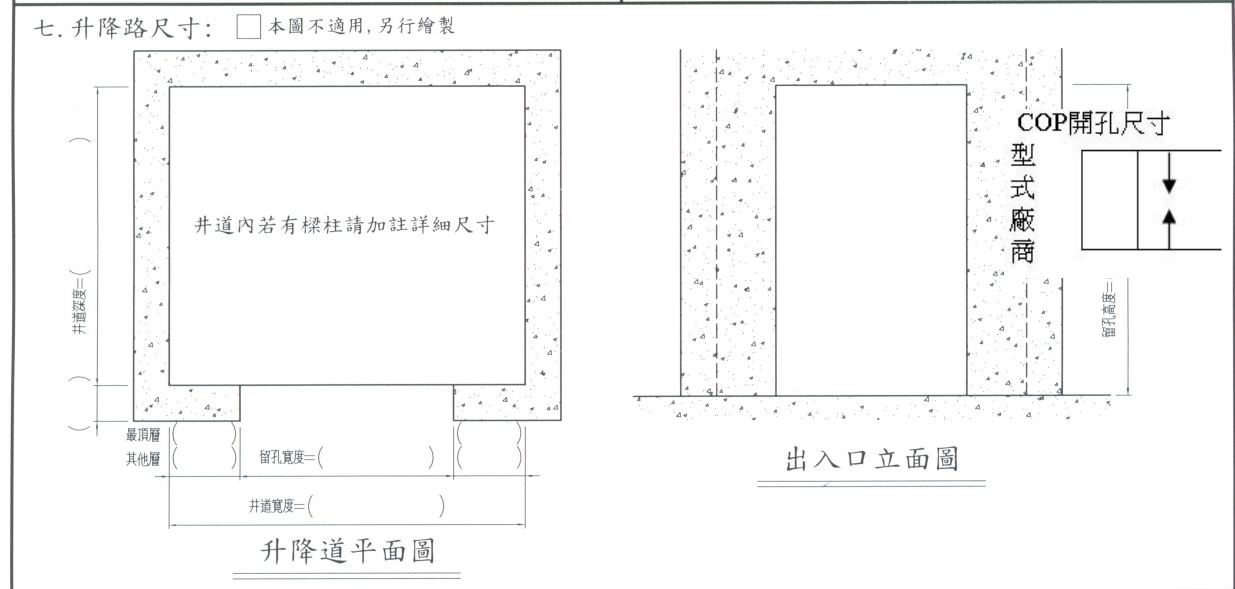 七. 升降路尺寸: □ 本圖不適用, 另行繪製
井道內若有樑柱請加註詳細尺寸
井道深度=( )
( )
最頂層 ( ) ( )
其他層 ( ) 留孔寬度=( ) ( )
井道寬度=( )
升降道平面圖
COP開孔尺寸
型式廠商
留孔高度=
出入口立面圖